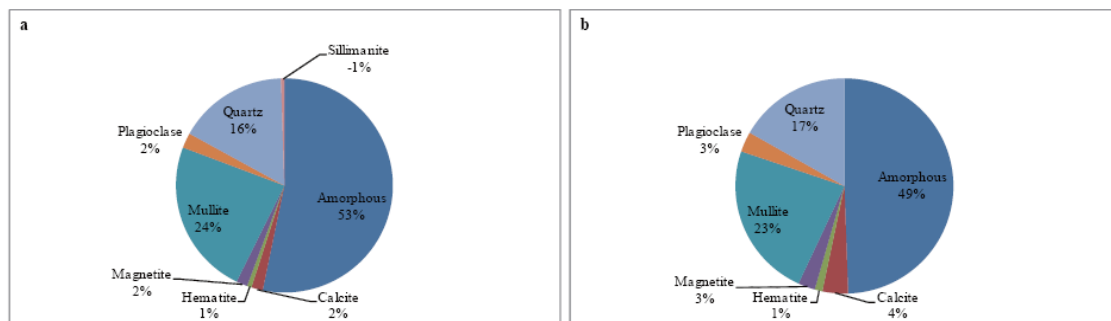 a
Sillimanite
-1%
Quartz
16%
Plagioclase
2%
Amorphous
53%
Mullite
24%
Magnetite
2%
Hematite
1%
Calcite
2%
b
Quartz
17%
Plagioclase
3%
Amorphous
49%
Mullite
23%
Magnetite
3%
Hematite
1%
Calcite
4%